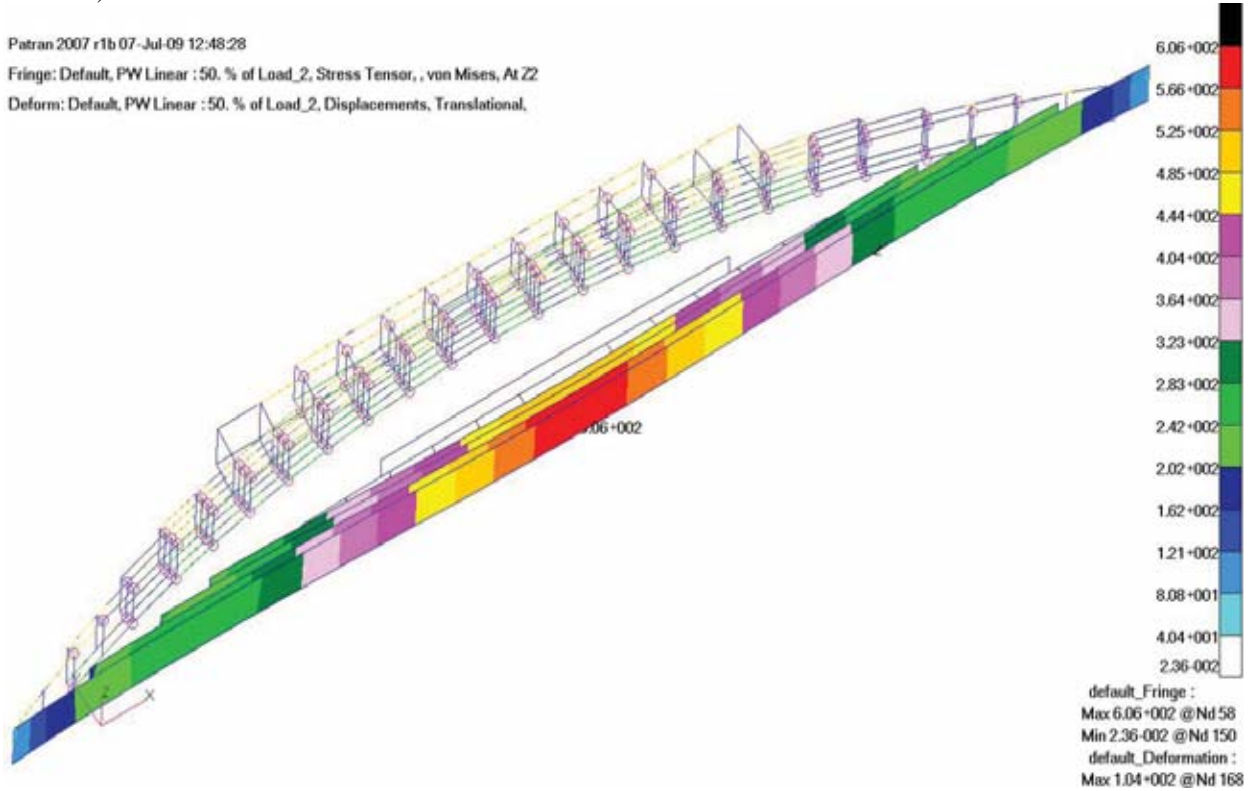 Patran 2007 r1b 07-Jul-09 12:48:28
Fringe: Default, PW Linear : 50. % of Load_2, Stress Tensor, , von Mises, At Z2
Deform: Default, PW Linear : 50. % of Load_2, Displacements, Translational,
6.06+002
5.66+002
5.25+002
4.85+002
4.44+002
4.04+002
3.64+002
3.23+002
2.83+002
2.42+002
2.02+002
1.62+002
1.21+002
8.08+001
4.04+001
2.36-002
Z
X
default_Fringe :
Max 6.06+002 @Nd 58
Min 2.36-002 @Nd 150
default_Deformation :
Max 1.04+002 @Nd 168